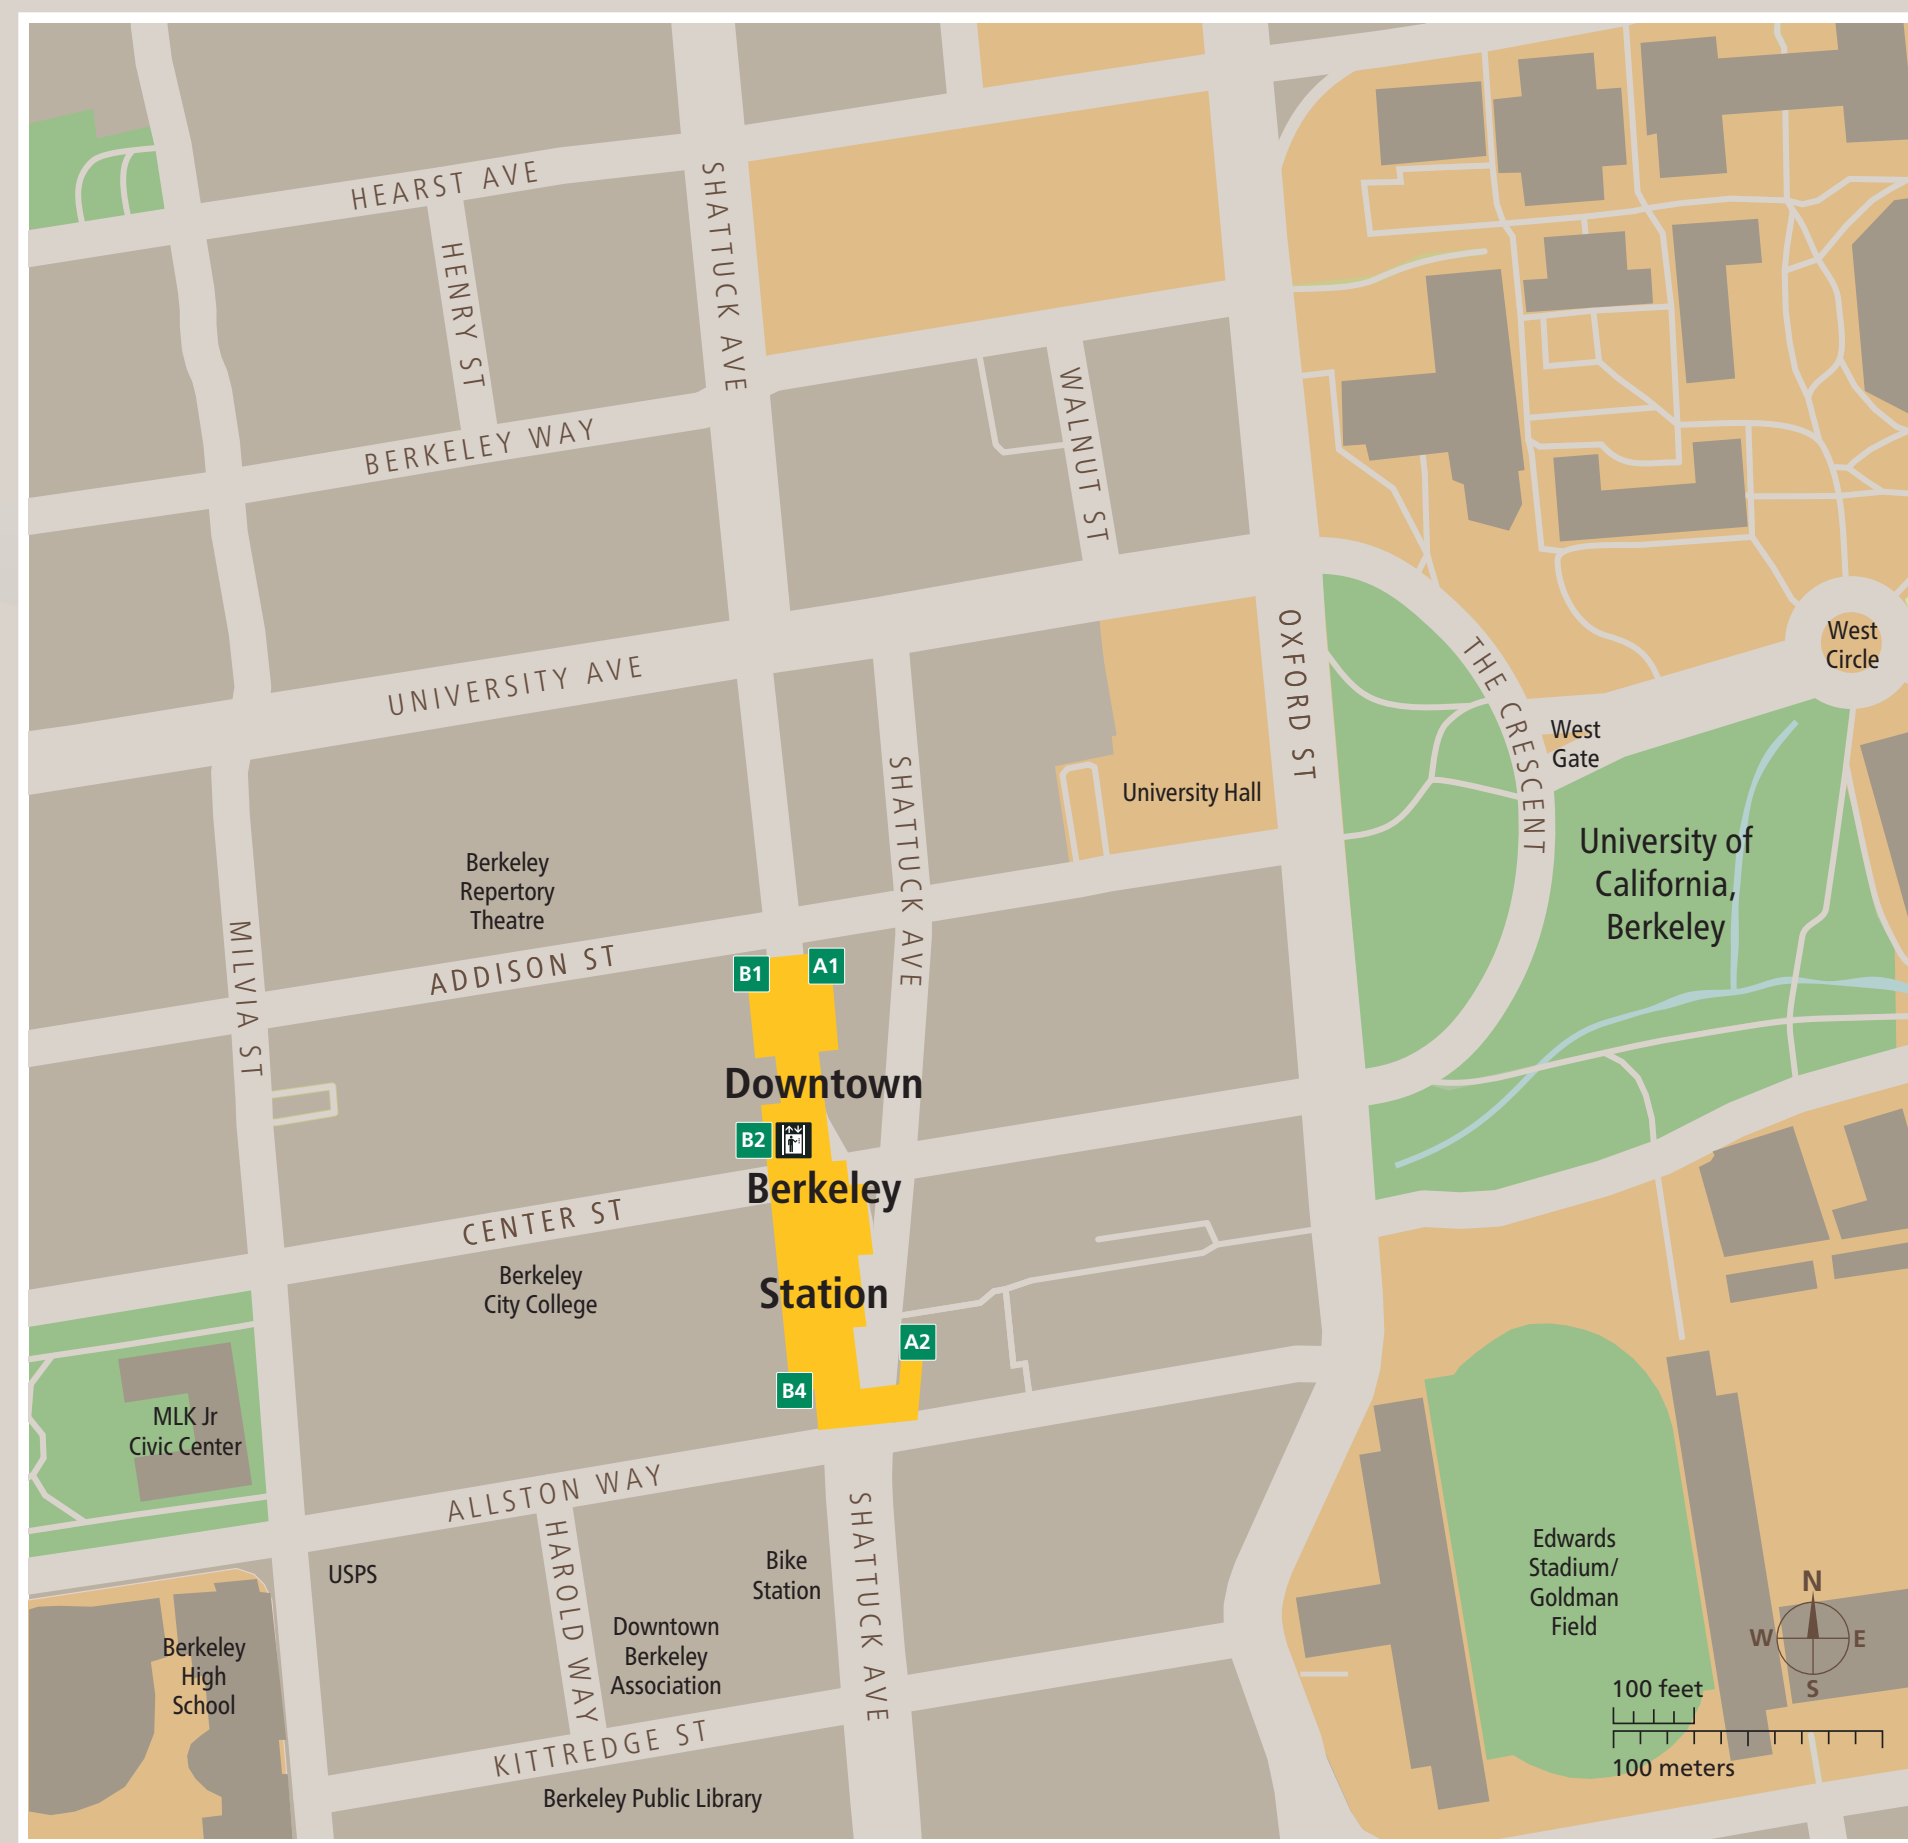 HEARST AVE
SHATTUCK AVE
HENRY ST
BERKELEY WAY
WALNUT ST
UNIVERSITY AVE
OXFORD ST
THE CRESCENT
West
Circle
West
Gate
SHATTUCK AVE
University Hall
University of
California,
Berkeley
Berkeley
Repertory
Theatre
MILVIA ST
ADDISON ST
B1
A1
Downtown
B2
Berkeley
CENTER ST
Berkeley
City College
Station
A2
B4
MLK Jr
Civic Center
ALLSTON WAY
SHATTUCK AVE
HAROLD WAY
USPS
Bike
Station
Edwards
Stadium/
Goldman
Field
Downtown
Berkeley
Association
Berkeley
High
School
N
W
E
S
100 feet
100 meters
KITTREDGE ST
Berkeley Public Library